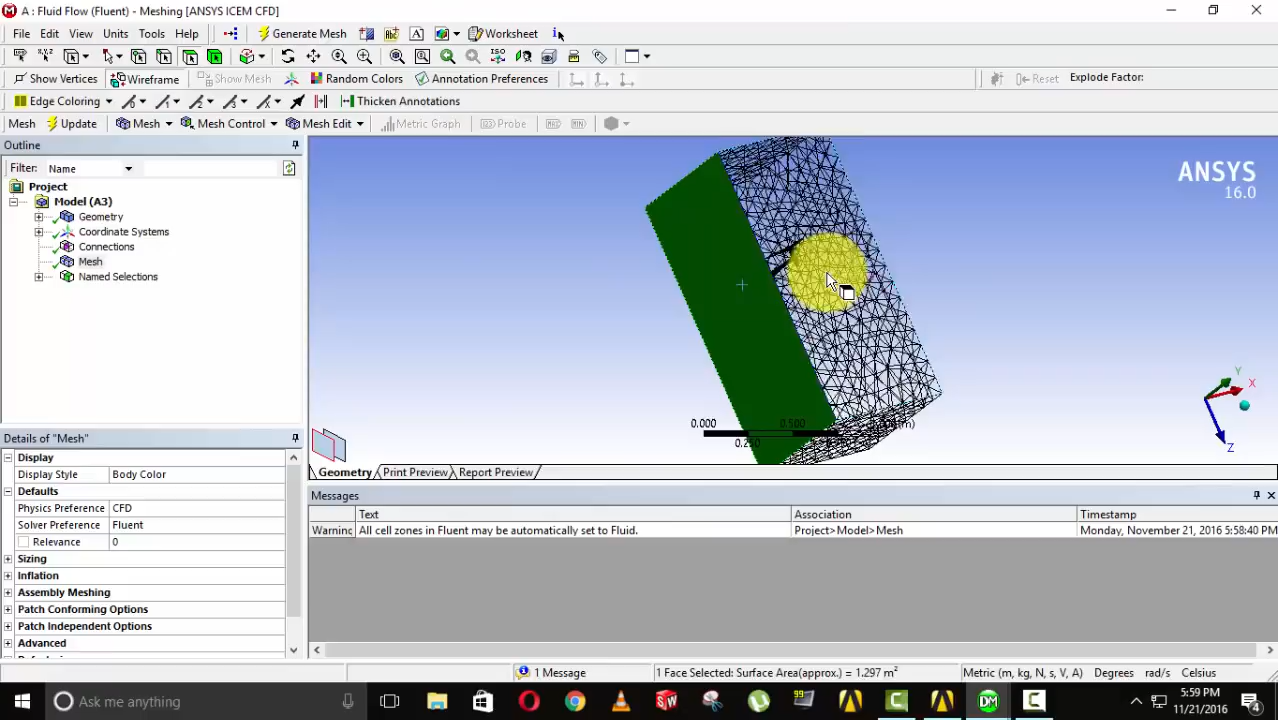 A : Fluid Flow (Fluent) - Meshing [ANSYS ICEM CFD]
File Edit View Units Tools Help Generate Mesh Worksheet
Show Vertices Wireframe Show Mesh Random Colors Annotation Preferences Reset Explode Factor:
Edge Coloring Thicken Annotations
Mesh Update Mesh Mesh Control Mesh Edit Metric Graph Probe
Outline
Filter: Name
Project
Model (A3)
Geometry
Coordinate Systems
Connections
Mesh
Named Selections
ANSYS
16.0
Y
X
Z
0.000 0.500
0.250
Details of "Mesh"
Display
Display Style Body Color
Defaults
Physics Preference CFD
Solver Preference Fluent
Relevance 0
Sizing
Inflation
Assembly Meshing
Patch Conforming Options
Patch Independent Options
Advanced
Geometry Print Preview Report Preview
Messages
Text Association Timestamp
Warning All cell zones in Fluent may be automatically set to Fluid. Project>Model>Mesh Monday, November 21, 2016 5:58:40 PM
1 Message 1 Face Selected: Surface Area(approx.) = 1.297 m² Metric (m, kg, N, s, V, A) Degrees rad/s Celsius
Ask me anything
5:59 PM
11/21/2016